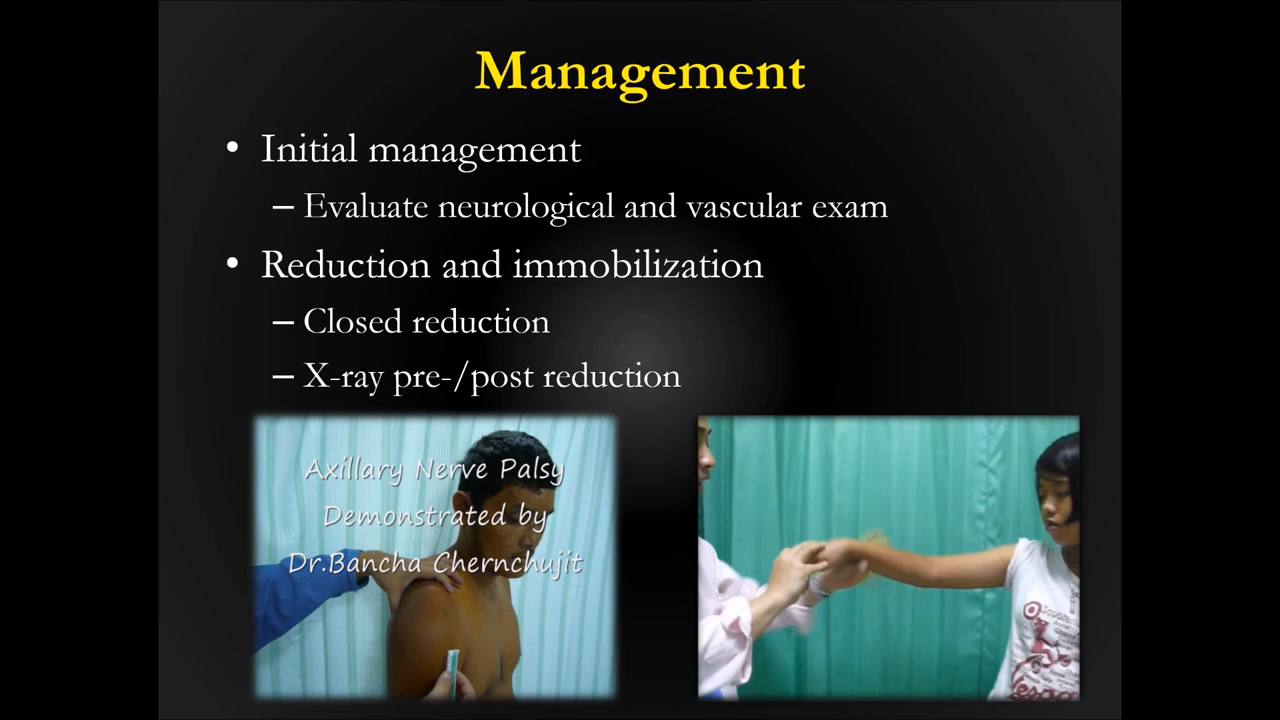 Management
• Initial management
– Evaluate neurological and vascular exam
• Reduction and immobilization
– Closed reduction
– X-ray pre-/post reduction
Axillary Nerve Palsy
Demonstrated by
Dr.Bancha Chernchujit